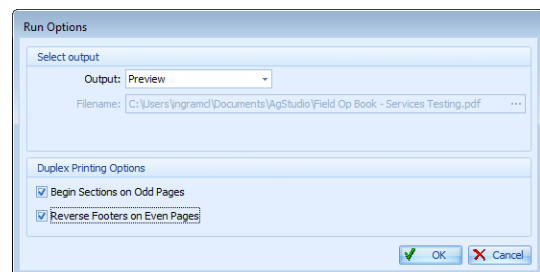 Run Options
Select output
Output: Preview
Filename: C:\Users\ingramcl\Documents\AgStudio\Field Op Book - Services Testing.pdf ...
Duplex Printing Options
Begin Sections on Odd Pages
Reverse Footers on Even Pages
OK Cancel